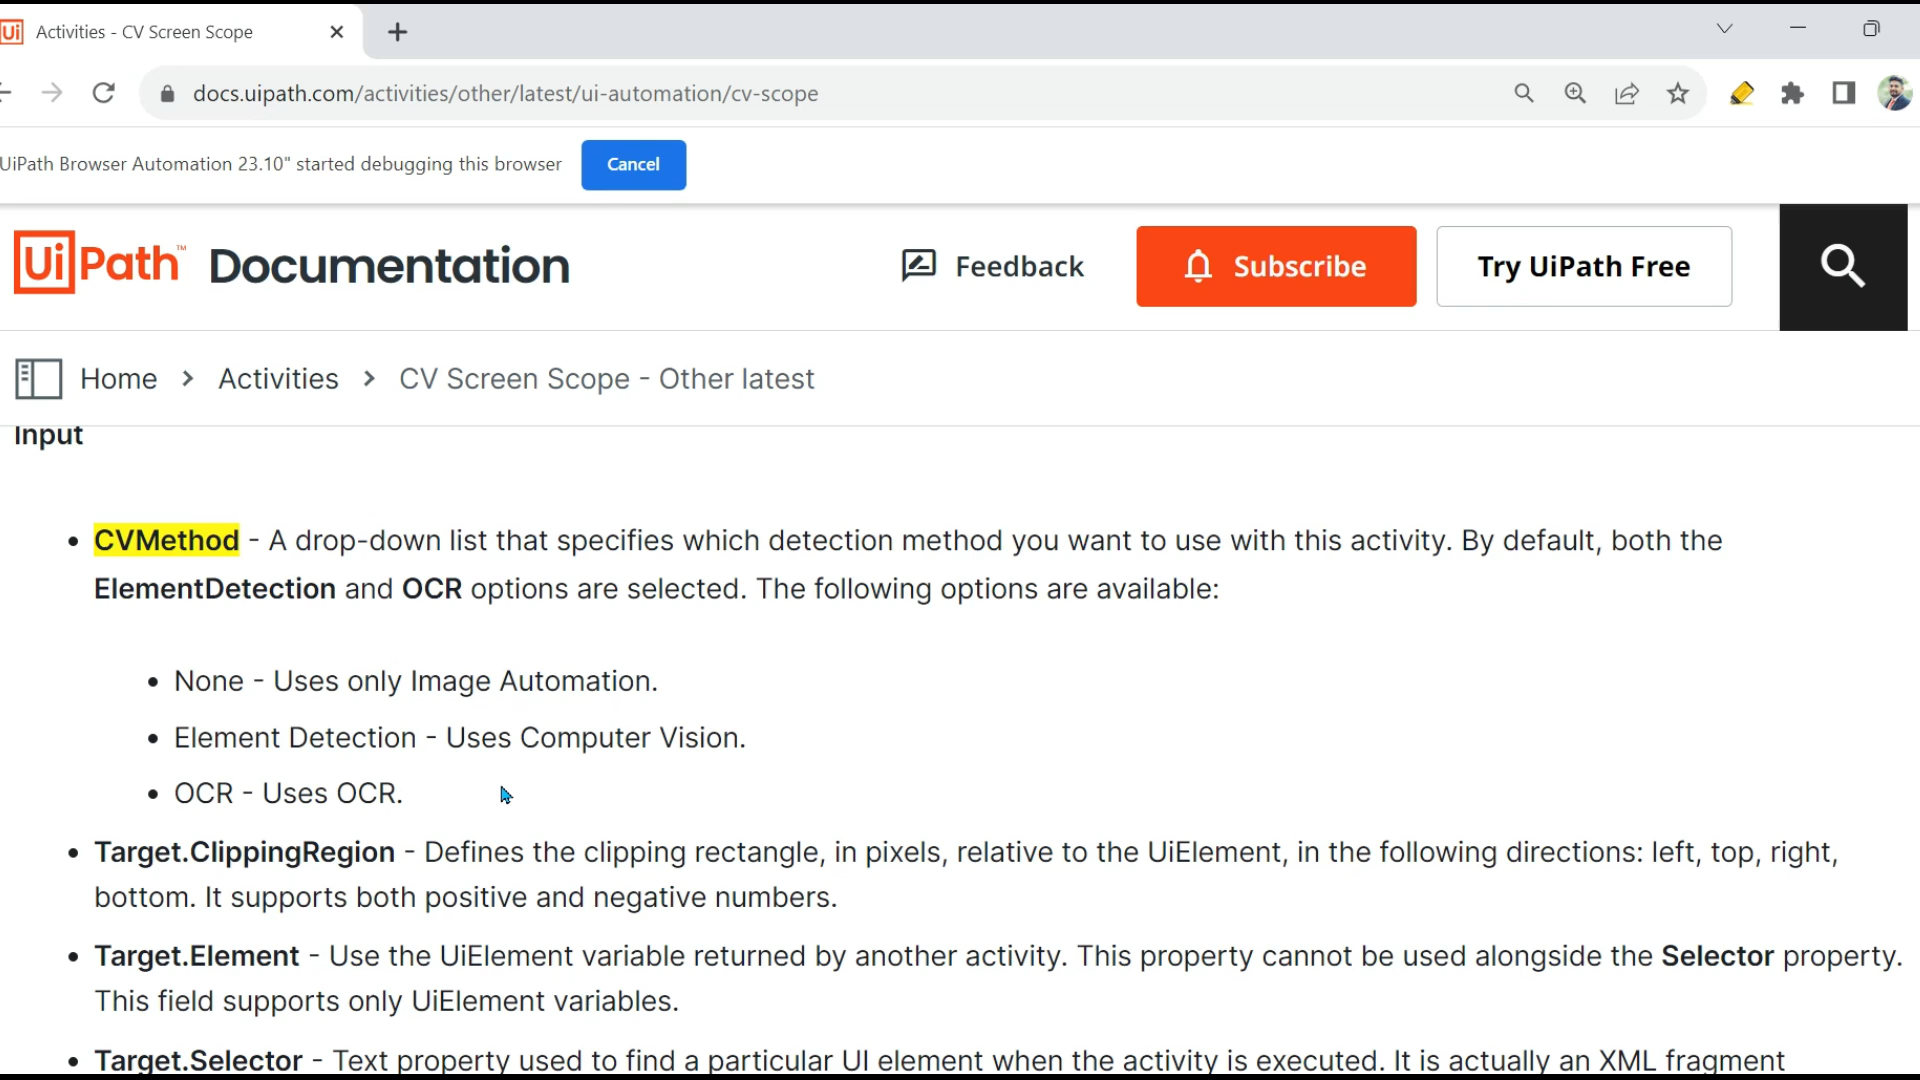 Ui Activities - CV Screen Scope
docs.uipath.com/activities/other/latest/ui-automation/cv-scope
UiPath Browser Automation 23.10" started debugging this browser Cancel
UiPath™ Documentation Feedback Subscribe Try UiPath Free
Home > Activities > CV Screen Scope - Other latest
Input
• CVMethod - A drop-down list that specifies which detection method you want to use with this activity. By default, both the
ElementDetection and OCR options are selected. The following options are available:
• None - Uses only Image Automation.
• Element Detection - Uses Computer Vision.
• OCR - Uses OCR.
• Target.ClippingRegion - Defines the clipping rectangle, in pixels, relative to the UiElement, in the following directions: left, top, right,
bottom. It supports both positive and negative numbers.
• Target.Element - Use the UiElement variable returned by another activity. This property cannot be used alongside the Selector property.
This field supports only UiElement variables.
• Target.Selector - Text property used to find a particular UI element when the activity is executed. It is actually an XML fragment